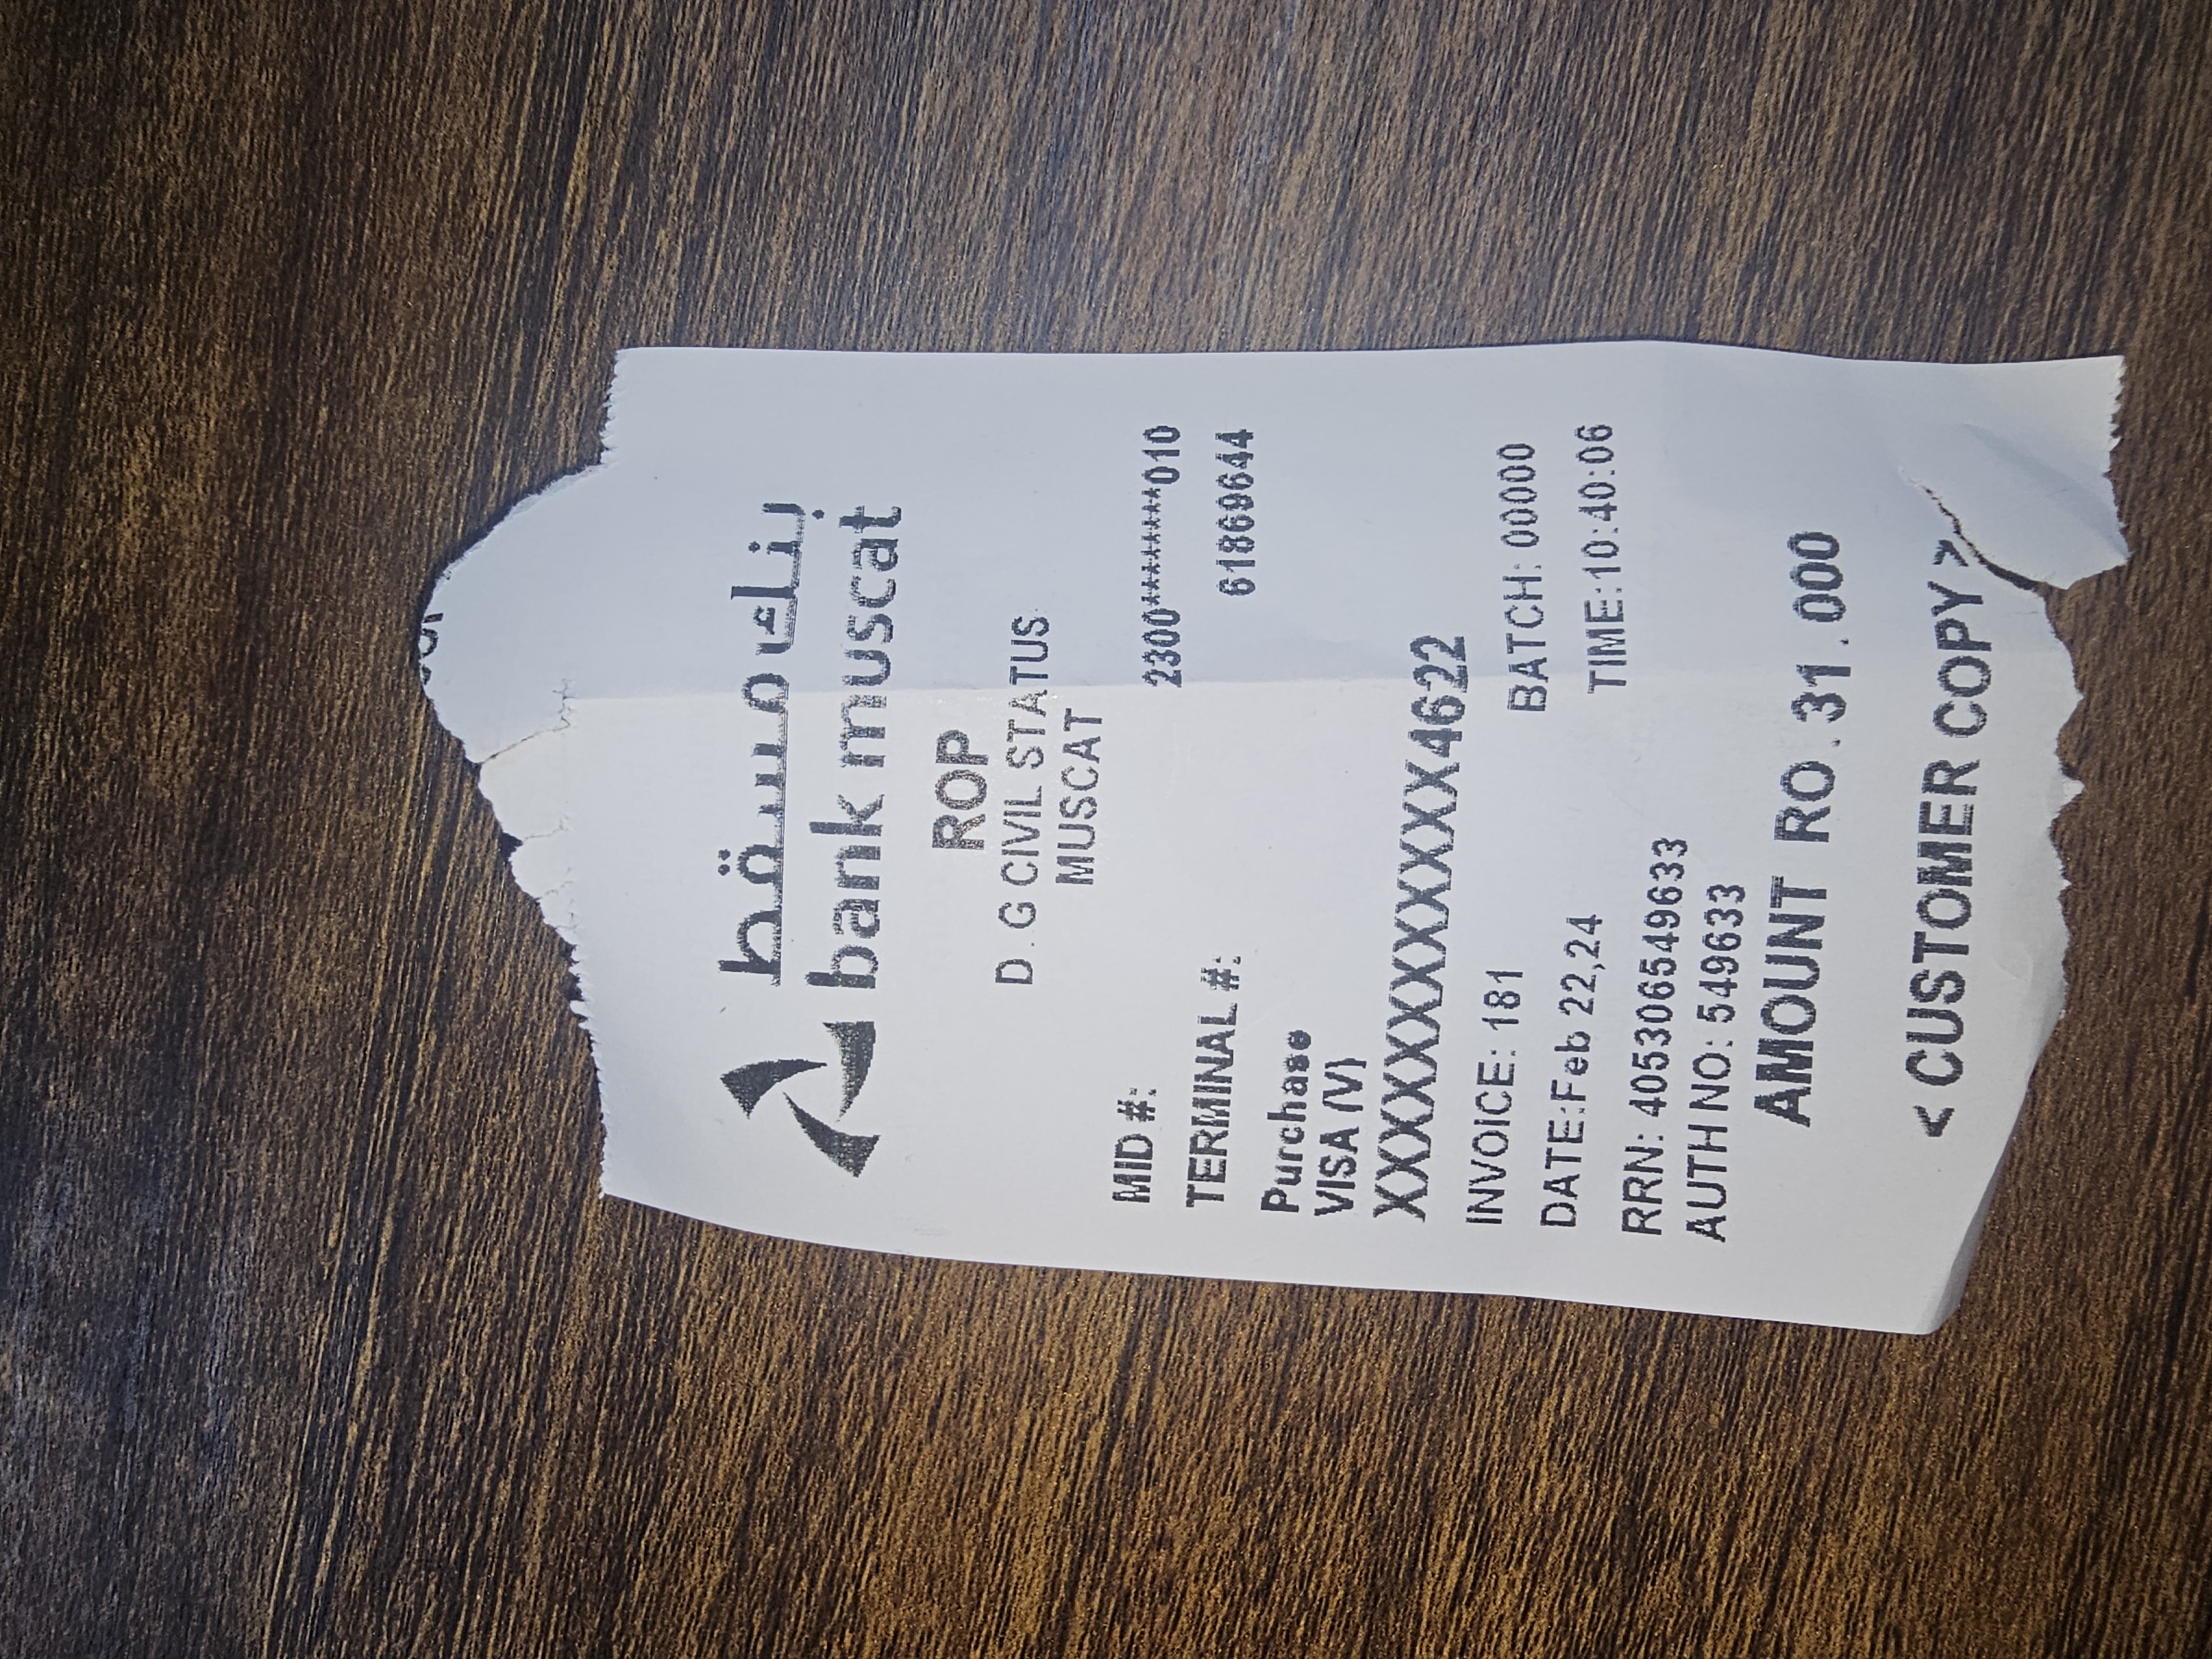 بنك مسقط
bank muscat
ROP
D.G CIVIL STATUS
MUSCAT
MID #: 2300*********010
TERMINAL #: 61869644
Purchase
VISA (V)
XXXXXXXXXXXX4622
INVOICE: 181 BATCH: 00000
DATE:Feb 22,24 TIME:10:40:06
RRN: 405306549633
AUTH NO: 549633
AMOUNT RO.31.000
< CUSTOMER COPY >